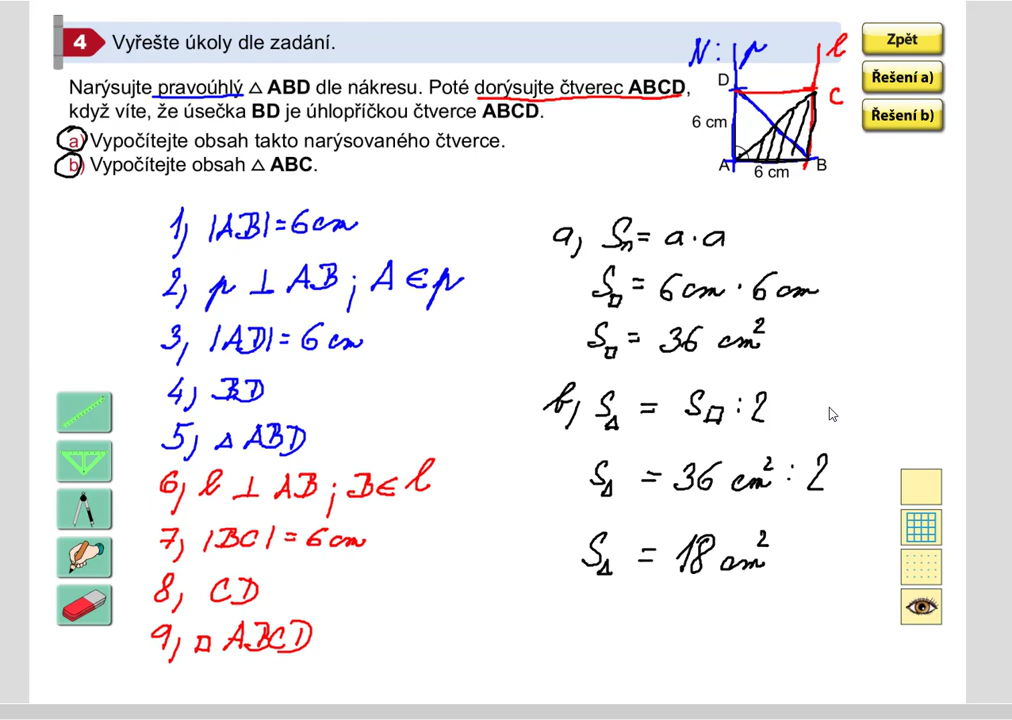 4 Vyřešte úkoly dle zadání.
Narýsujte pravoúhlý △ ABD dle nákresu. Poté dorýsujte čtverec ABCD,
když víte, že úsečka BD je úhlopříčkou čtverce ABCD.
a) Vypočítejte obsah takto narýsovaného čtverce.
b) Vypočítejte obsah △ ABC.
N: p l
D C
6 cm
A B
6 cm
Zpět
Řešení a)
Řešení b)
1, |AB| = 6 cm
2, p ⊥ AB ; A ∈ p
3, |AD| = 6 cm
4, BD
5, △ ABD
6, l ⊥ AB ; B ∈ l
7, |BC| = 6 cm
8, CD
9, □ ABCD
a, S□ = a · a
S□ = 6 cm · 6 cm
S□ = 36 cm²
b, S△ = S□ : 2
S△ = 36 cm² : 2
S△ = 18 cm²